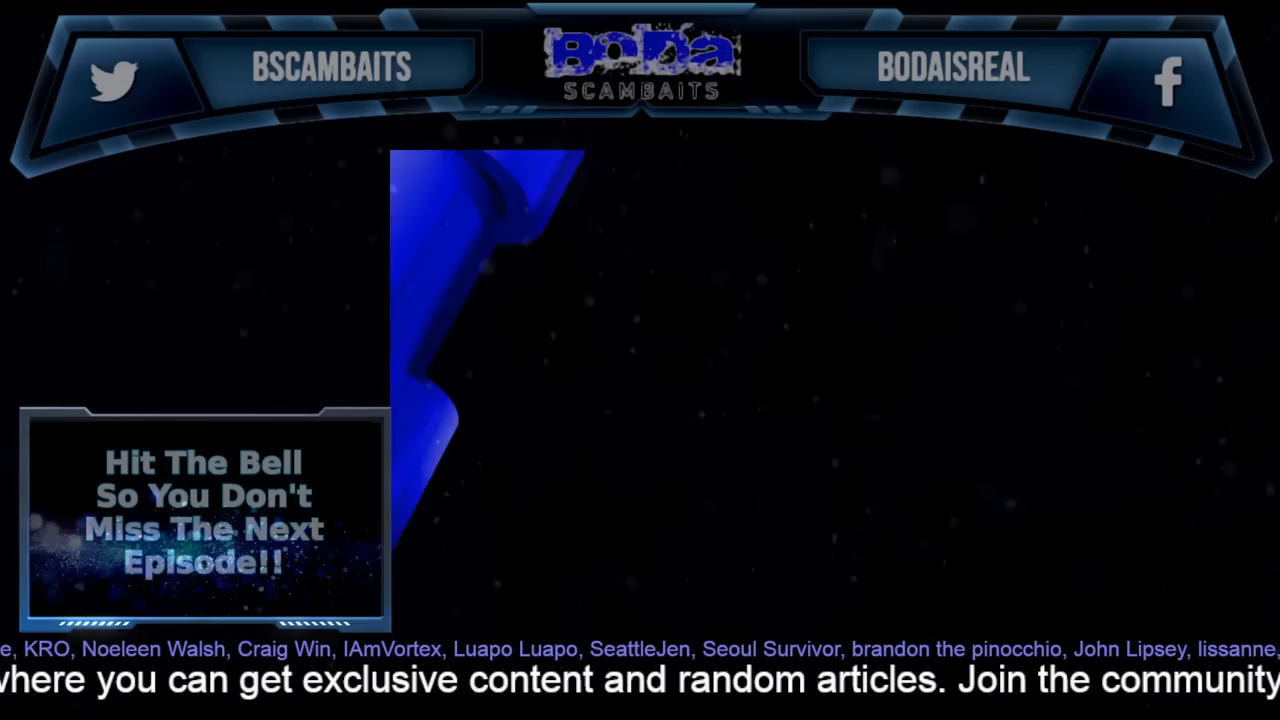 BSCAMBAITS
BoDa
SCAMBAITS
BODAISREAL
Hit The Bell
So You Don't
Miss The Next
Episode!!
e, KRO, Noeleen Walsh, Craig Win, IAmVortex, Luapo Luapo, SeattleJen, Seoul Survivor, brandon the pinocchio, John Lipsey, lissanne,
where you can get exclusive content and random articles. Join the community